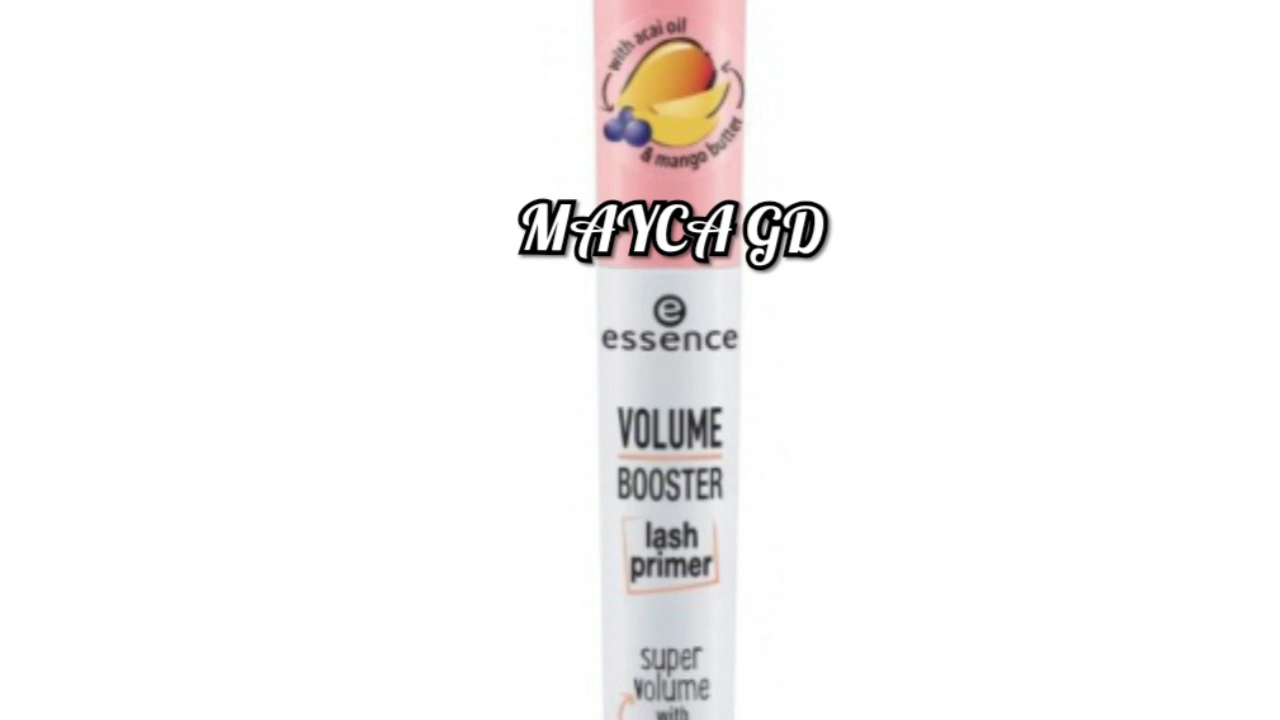 with acai oil
& mango butter
MAYCA GD
e
essence
VOLUME
BOOSTER
lash
primer
super
volume
with